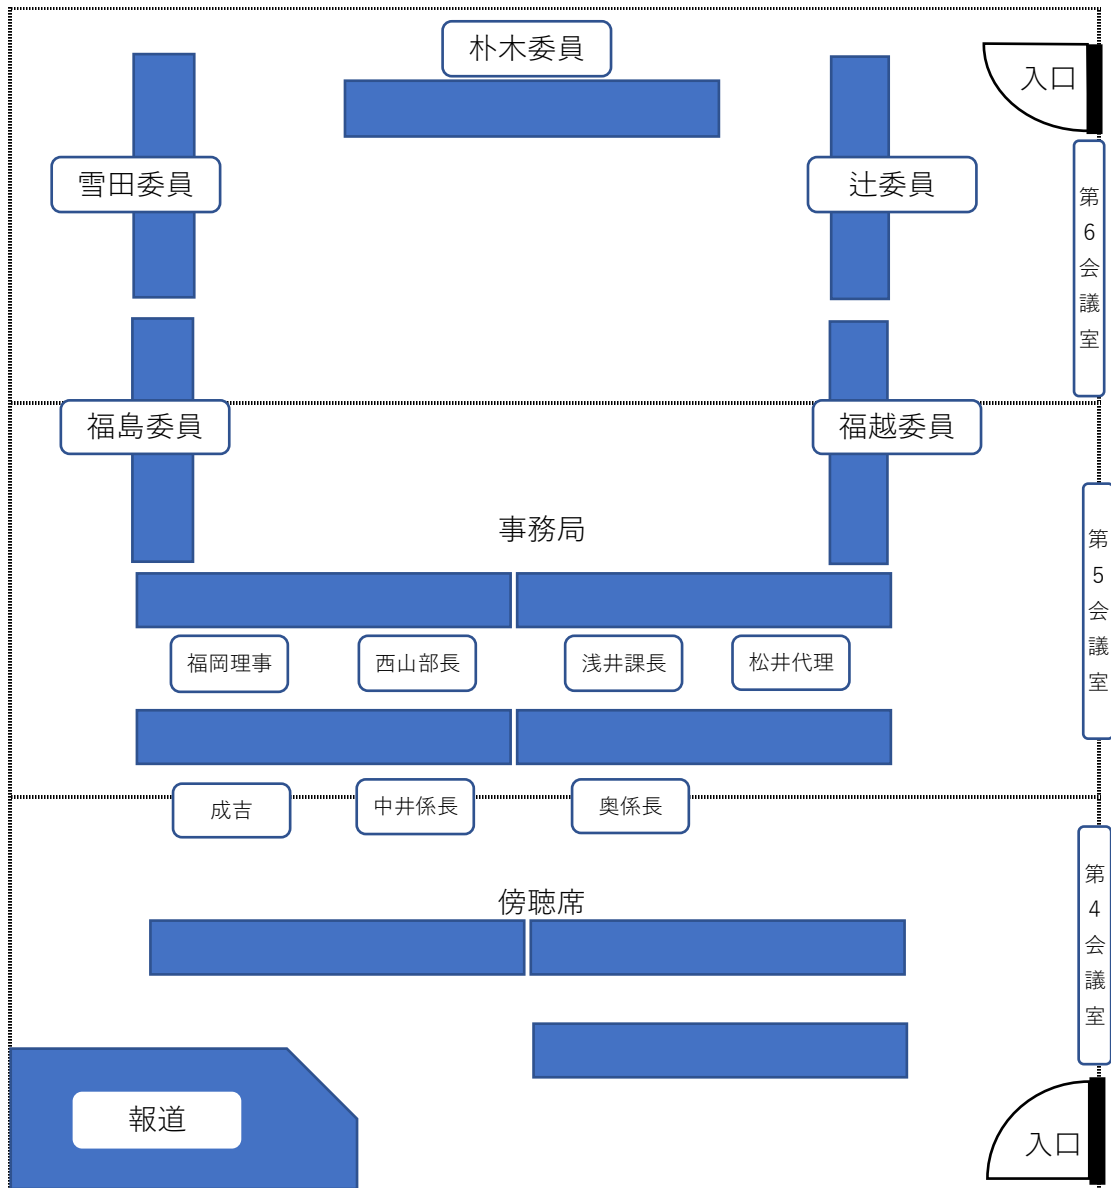 朴木委員
入口
雪田委員
辻委員
第6会議室
福島委員
福越委員
事務局
第5会議室
福岡理事
西山部長
浅井課長
松井代理
成吉
中井係長
奥係長
傍聴席
第4会議室
報道
入口